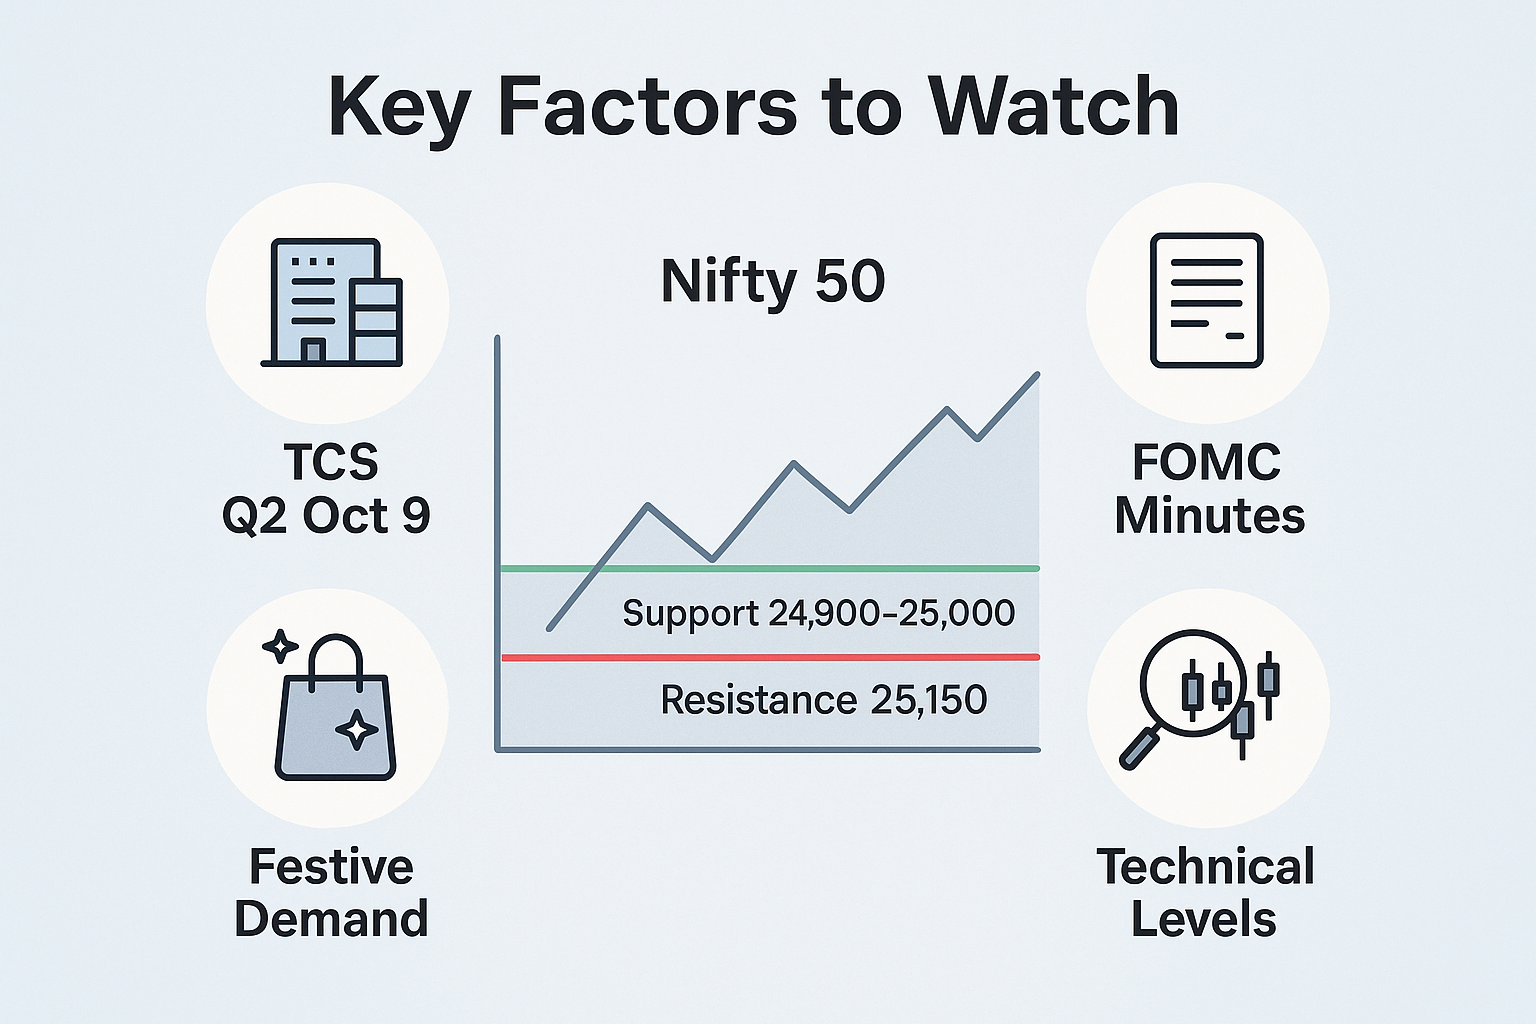 Key Factors to Watch
Nifty 50
TCS
Q2 Oct 9
FOMC
Minutes
Support 24,900–25,000
Resistance 25,150
Festive
Demand
Technical
Levels